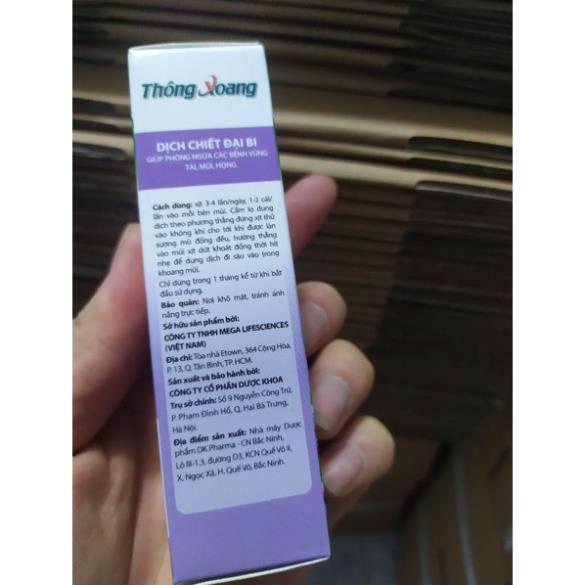 Thông Xoang
DỊCH CHIẾT ĐẠI BI
GIÚP PHÒNG NGỪA CÁC BỆNH VÙNG
TAI, MŨI, HỌNG
Cách dùng: xịt 3-4 lần/ngày, 1-2 cái/
lần vào mỗi bên mũi. Cầm lọ dung
dịch theo phương thẳng đứng xịt thử
vào không khí cho tới khi được làn
sương mù đồng đều, hướng thẳng
vào mũi xịt dứt khoát đồng thời hít
nhẹ để dung dịch đi sâu vào trong
khoang mũi.
Chỉ dùng trong 1 tháng kể từ khi bắt
đầu sử dụng.
Bảo quản: Nơi khô mát, tránh ánh
nắng trực tiếp.
Sở hữu sản phẩm bởi:
CÔNG TY TNHH MEGA LIFESCIENCES
(VIỆT NAM)
Địa chỉ: Tòa nhà Etown, 364 Cộng Hòa,
P. 13, Q. Tân Bình, TP. HCM.
Sản xuất và bảo hành bởi:
CÔNG TY CỔ PHẦN DƯỢC KHOA
Trụ sở chính: Số 9 Nguyễn Công Trứ,
P. Phạm Đình Hổ, Q. Hai Bà Trưng,
Hà Nội.
Địa điểm sản xuất: Nhà máy Dược
phẩm DK Pharma - CN Bắc Ninh,
Lô III-1.3, đường D3, KCN Quế Võ II,
X. Ngọc Xá, H. Quế Võ, Bắc Ninh.